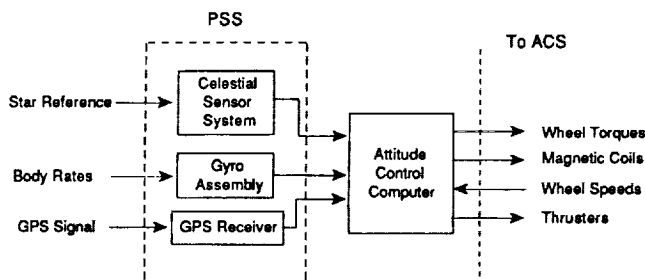 PSS
To ACS
Star Reference
Celestial
Sensor
System
Body Rates
Gyro
Assembly
GPS Signal
GPS Receiver
Attitude
Control
Computer
Wheel Torques
Magnetic Coils
Wheel Speeds
Thrusters